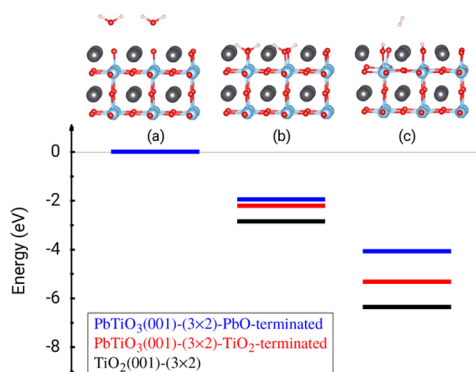 (a) (b) (c)
0
-2
-4
-6
-8
Energy (eV)
PbTiO₃(001)-(3×2)-PbO-terminated
PbTiO₃(001)-(3×2)-TiO₂-terminated
TiO₂(001)-(3×2)